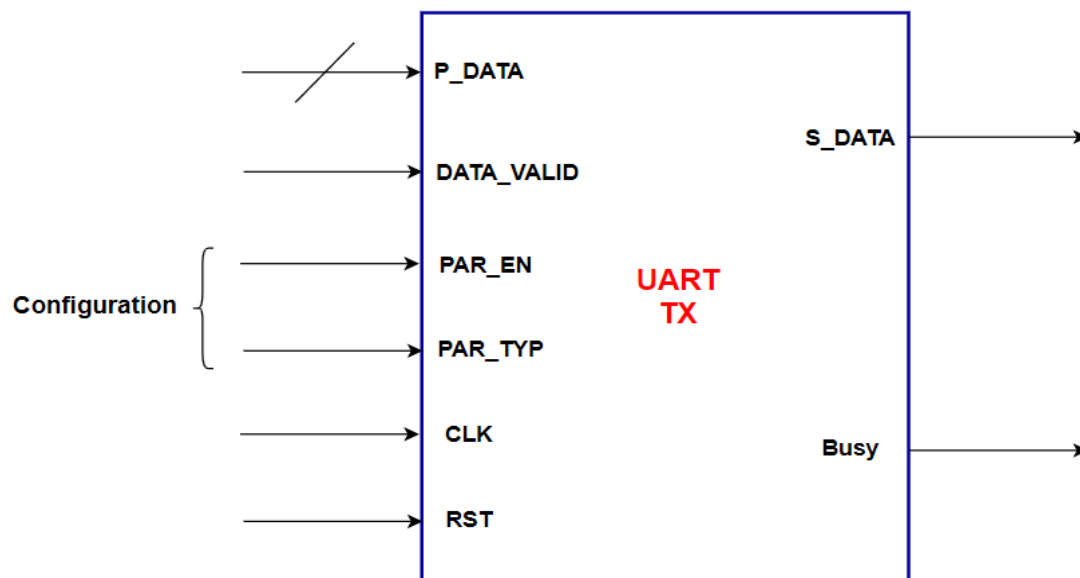 P_DATA
S_DATA
DATA_VALID
PAR_EN
UART
TX
Configuration
PAR_TYP
CLK
Busy
RST